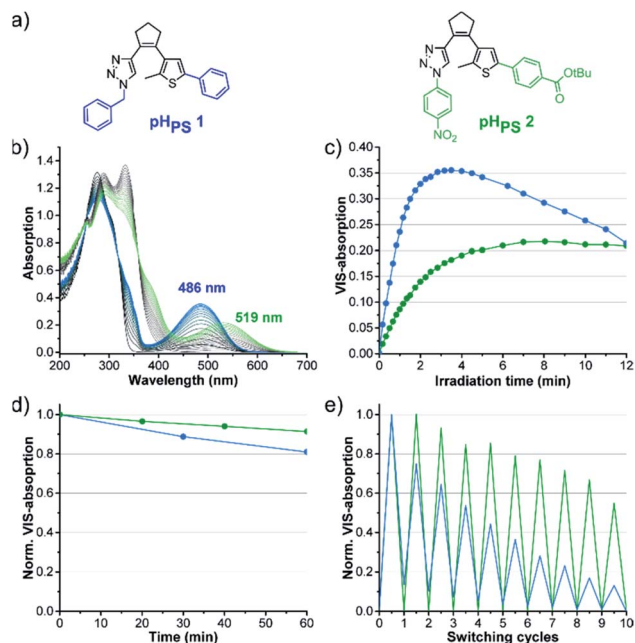 a)
N=N
N
S
pHPS 1
N=N
N
S
NO2
OtBu
O
pHPS 2
b)
Absorption
1.4
1.2
1.0
0.8
0.6
0.4
0.2
0.0
486 nm
519 nm
200 300 400 500 600 700
Wavelength (nm)
c)
VIS-absorption
0.40
0.35
0.30
0.25
0.20
0.15
0.10
0.05
0.00
0 2 4 6 8 10 12
Irradiation time (min)
d)
Norm. VIS-absoprtion
1.0
0.8
0.6
0.4
0.2
0.0
0 10 20 30 40 50 60
Time (min)
e)
Norm. VIS-absoprtion
1.0
0.8
0.6
0.4
0.2
0.0
0 1 2 3 4 5 6 7 8 9 10
Switching cycles